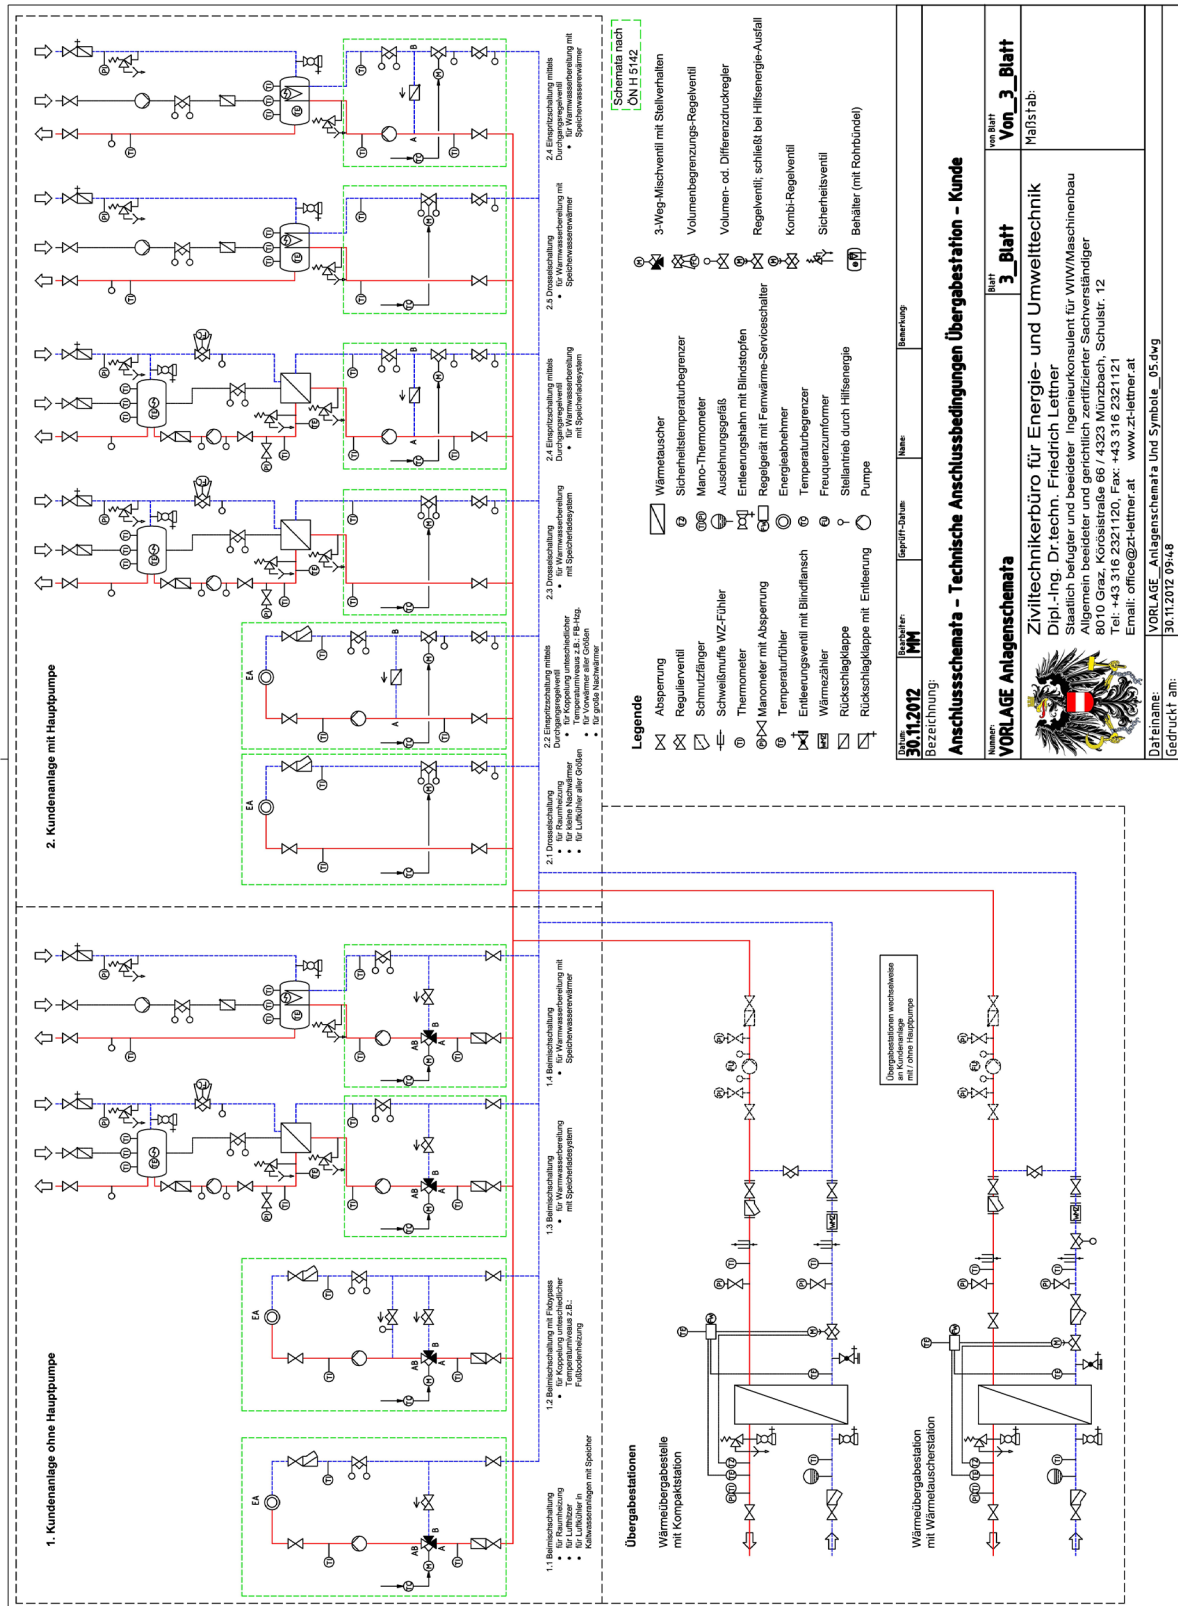 1. Kundenanlage ohne Hauptpumpe
2. Kundenanlage mit Hauptpumpe
1.1 Beimischschaltung
• für Raumheizung
• für Lufthitzer
• für Luftkühler in
Kaltwasseranlagen mit Speicher
1.2 Beimischschaltung mit Fixbypass
• für Koppelung unteschiedlicher
Temperaturniveaus z.B.:
Fußbodenheizung
1.3 Beimischschaltung
• für Warmwasserbereitung
mit Speicherladesystem
1.4 Beimischschaltung
• für Warmwasserbereitung mit
Speicherwassererwärmer
2.1 Drosselschaltung
• für Raumheizung
• für kleine Nachwärmer
• für Luftkühler aller Größen
2.2 Einspritzschaltung mittels
Durchgangsregelventil
• für Koppelung unteschiedlicher
Temperaturniveaus z.B.: FB-Hzg.
• für Vorwärmer aller Größen
• für große Nachwärmer
2.3 Drosselschaltung
• für Warmwasserbereitung
mit Speicherladesystem
2.4 Einspritzschaltung mittels
Durchgangsregelventil
• für Warmwasserbereitung
mit Speicherladesystem
2.5 Drosselschaltung
• für Warmwasserbereitung mit
Speicherwassererwärmer
2.4 Einspritzschaltung mittels
Durchgangsregelventil
• für Warmwasserbereitung mit
Speicherwassererwärmer
Schemata nach
ÖN H 5142
Übergabestationen
Wärmeübergabestelle
mit Kompaktstation
Wärmeübergabestation
mit Wärmetauscherstation
Übergabestationen wechselweise
an Kundenanlage
mit / ohne Hauptpumpe
Legende
Absperrung
Regulierventil
Schmutzfänger
Schweißmuffe WZ-Fühler
Thermometer
Manometer mit Absperrung
Temperaturfühler
Entleerungsventil mit Blindflansch
Wärmezähler
Rückschlagklappe
Rückschlagklappe mit Entleerung
Wärmetauscher
Sicherheitstemperaturbegrenzer
Mano-Thermometer
Ausdehnungsgefäß
Entleerungshahn mit Blindstopfen
Regelgerät mit Fernwärme-Serviceschalter
Energieabnehmer
Temperaturbegrenzer
Freuquenzumformer
Stellantrieb durch Hilfsenergie
Pumpe
3-Weg-Mischventil mit Stellverhalten
Volumenbegrenzungs-Regelventil
Volumen- od. Differenzdruckregler
Regelventil; schließt bei Hilfsenergie-Ausfall
Kombi-Regelventil
Sicherheitsventil
Behälter (mit Rohrbündel)
Datum:
30.11.2012
Bearbeiter:
MM
Geprüft-Datum:
Name:
Bemerkung:
Bezeichnung:
Anschlussschemata - Technische Anschlussbedingungen Übergabestation - Kunde
Nummer:
VORLAGE Anlagenschemata
Blatt
3_Blatt
von Blatt
Von_3_Blatt
Ziviltechnikerbüro für Energie- und Umwelttechnik
Dipl.-Ing. Dr.techn. Friedrich Lettner
Staatlich befugter und beeideter Ingenieurkonsulent für WIW/Maschinenbau
Allgemein beeideter und gerichtlich zertifizierter Sachverständiger
8010 Graz, Körösistraße 66 / 4323 Münzbach, Schulstr. 12
Tel: +43 316 2321120, Fax: +43 316 2321121
Email: office@zt-lettner.at www.zt-lettner.at
Maßstab:
Dateiname:
VORLAGE_Anlagenschemata Und Symbole_05.dwg
Gedruckt am:
30.11.2012 09:48